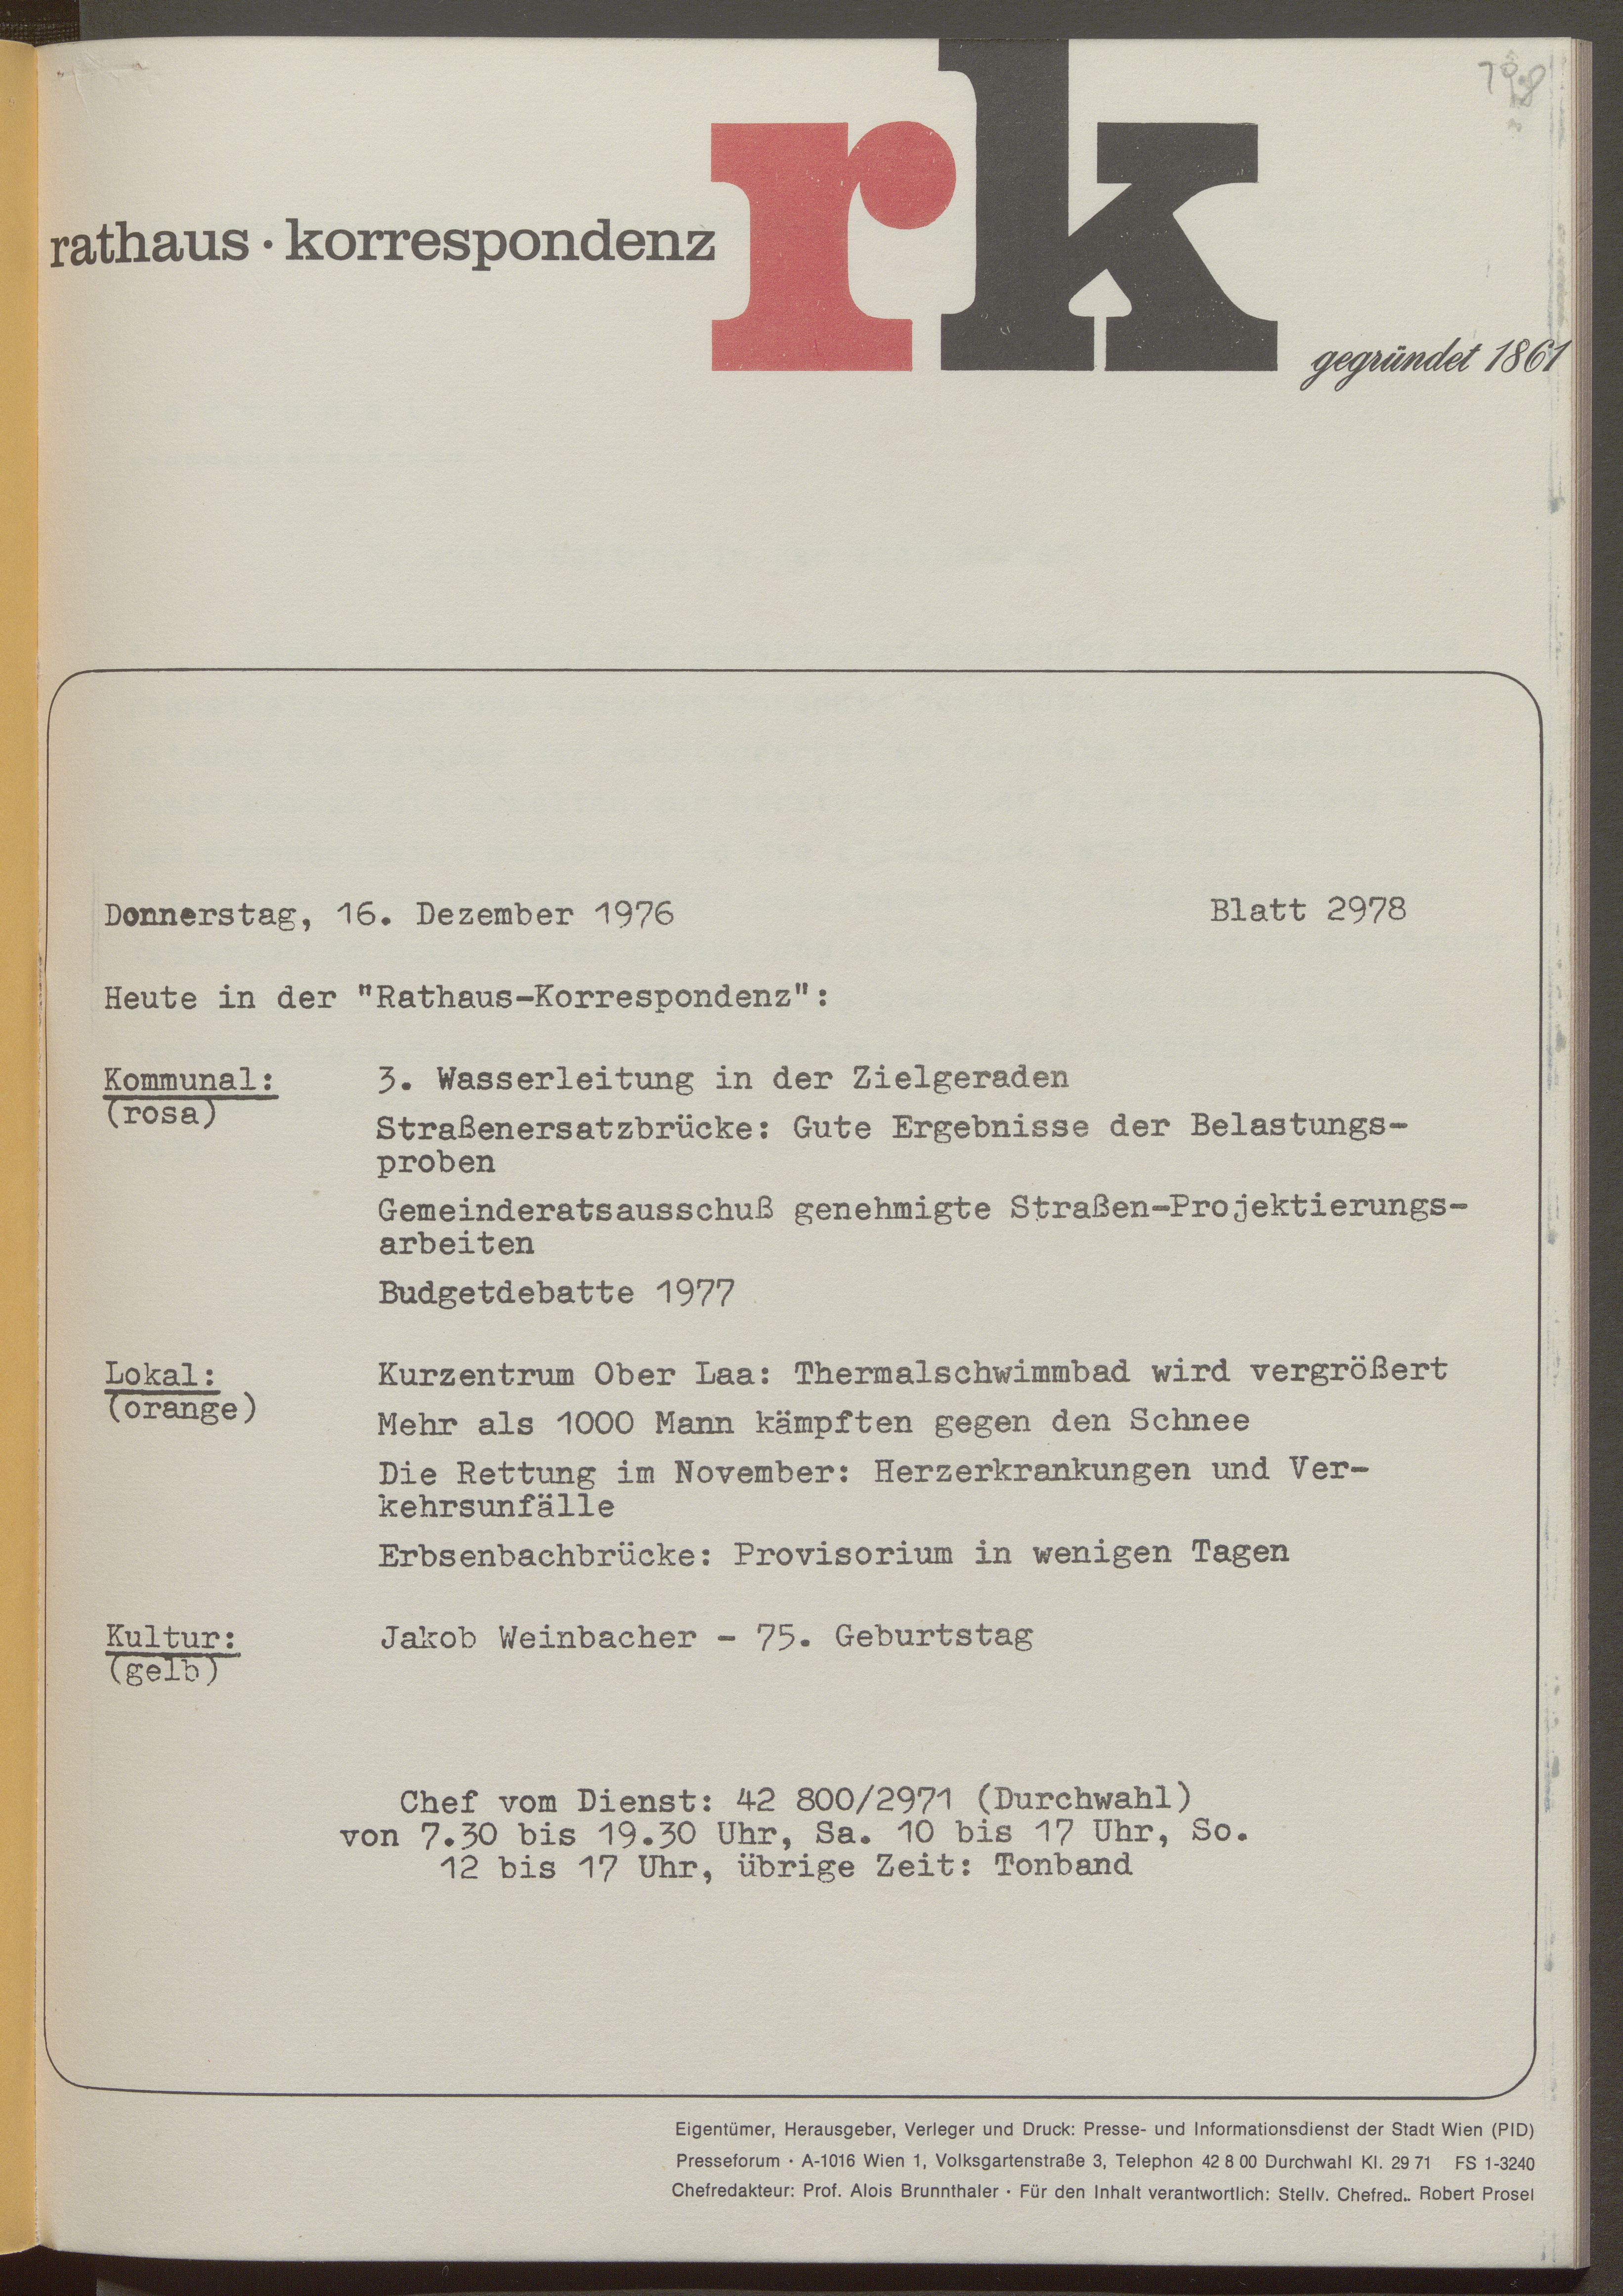 rk
rathaus · korrespondenz
gegründet 1861
Donnerstag, 16. Dezember 1976 Blatt 2978
Heute in der "Rathaus-Korrespondenz":
Kommunal: 3. Wasserleitung in der Zielgeraden
(rosa)
Straßenersatzbrücke: Gute Ergebnisse der Belastungs-
proben
Gemeinderatsausschuß genehmigte Straßen-Projektierungs-
arbeiten
Budgetdebatte 1977
Lokal: Kurzentrum Ober Laa: Thermalschwimmbad wird vergrößert
(orange)
Mehr als 1000 Mann kämpften gegen den Schnee
Die Rettung im November: Herzerkrankungen und Ver-
kehrsunfälle
Erbsenbachbrücke: Provisorium in wenigen Tagen
Kultur: Jakob Weinbacher - 75. Geburtstag
(gelb)
Chef vom Dienst: 42 800/2971 (Durchwahl)
von 7.30 bis 19.30 Uhr, Sa. 10 bis 17 Uhr, So.
12 bis 17 Uhr, übrige Zeit: Tonband
Eigentümer, Herausgeber, Verleger und Druck: Presse- und Informationsdienst der Stadt Wien (PID)
Presseforum · A-1016 Wien 1, Volksgartenstraße 3, Telephon 42 8 00 Durchwahl Kl. 29 71 FS 1-3240
Chefredakteur: Prof. Alois Brunnthaler · Für den Inhalt verantwortlich: Stellv. Chefred.. Robert Prosel